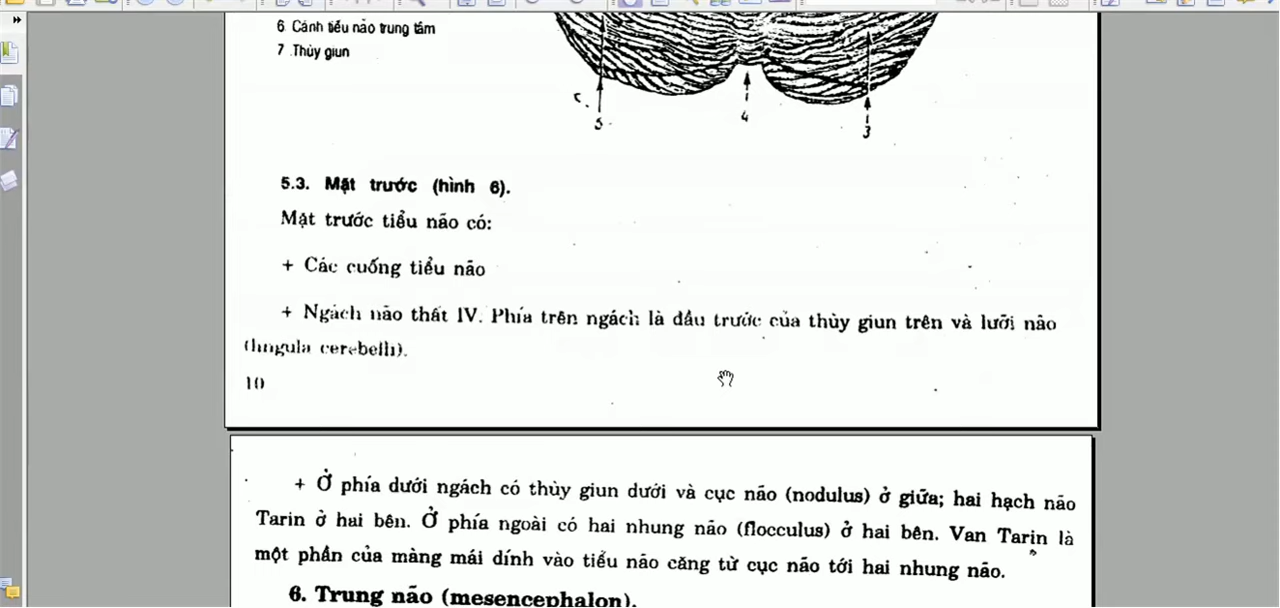 6. Cánh tiểu não trung tâm
7 .Thùy giun
5
4
3
5.3. Mặt trước (hình 6).
Mặt trước tiểu não có:
+ Các cuống tiểu não
+ Ngách não thất IV. Phía trên ngách là đầu trước của thùy giun trên và lưỡi não
(lingula cerebelli).
10
+ Ở phía dưới ngách có thùy giun dưới và cục não (nodulus) ở giữa; hai hạch não
Tarin ở hai bên. Ở phía ngoài có hai nhung não (flocculus) ở hai bên. Van Tarin là
một phần của màng mái dính vào tiểu não căng từ cục não tới hai nhung não.
6. Trung não (mesencephalon).